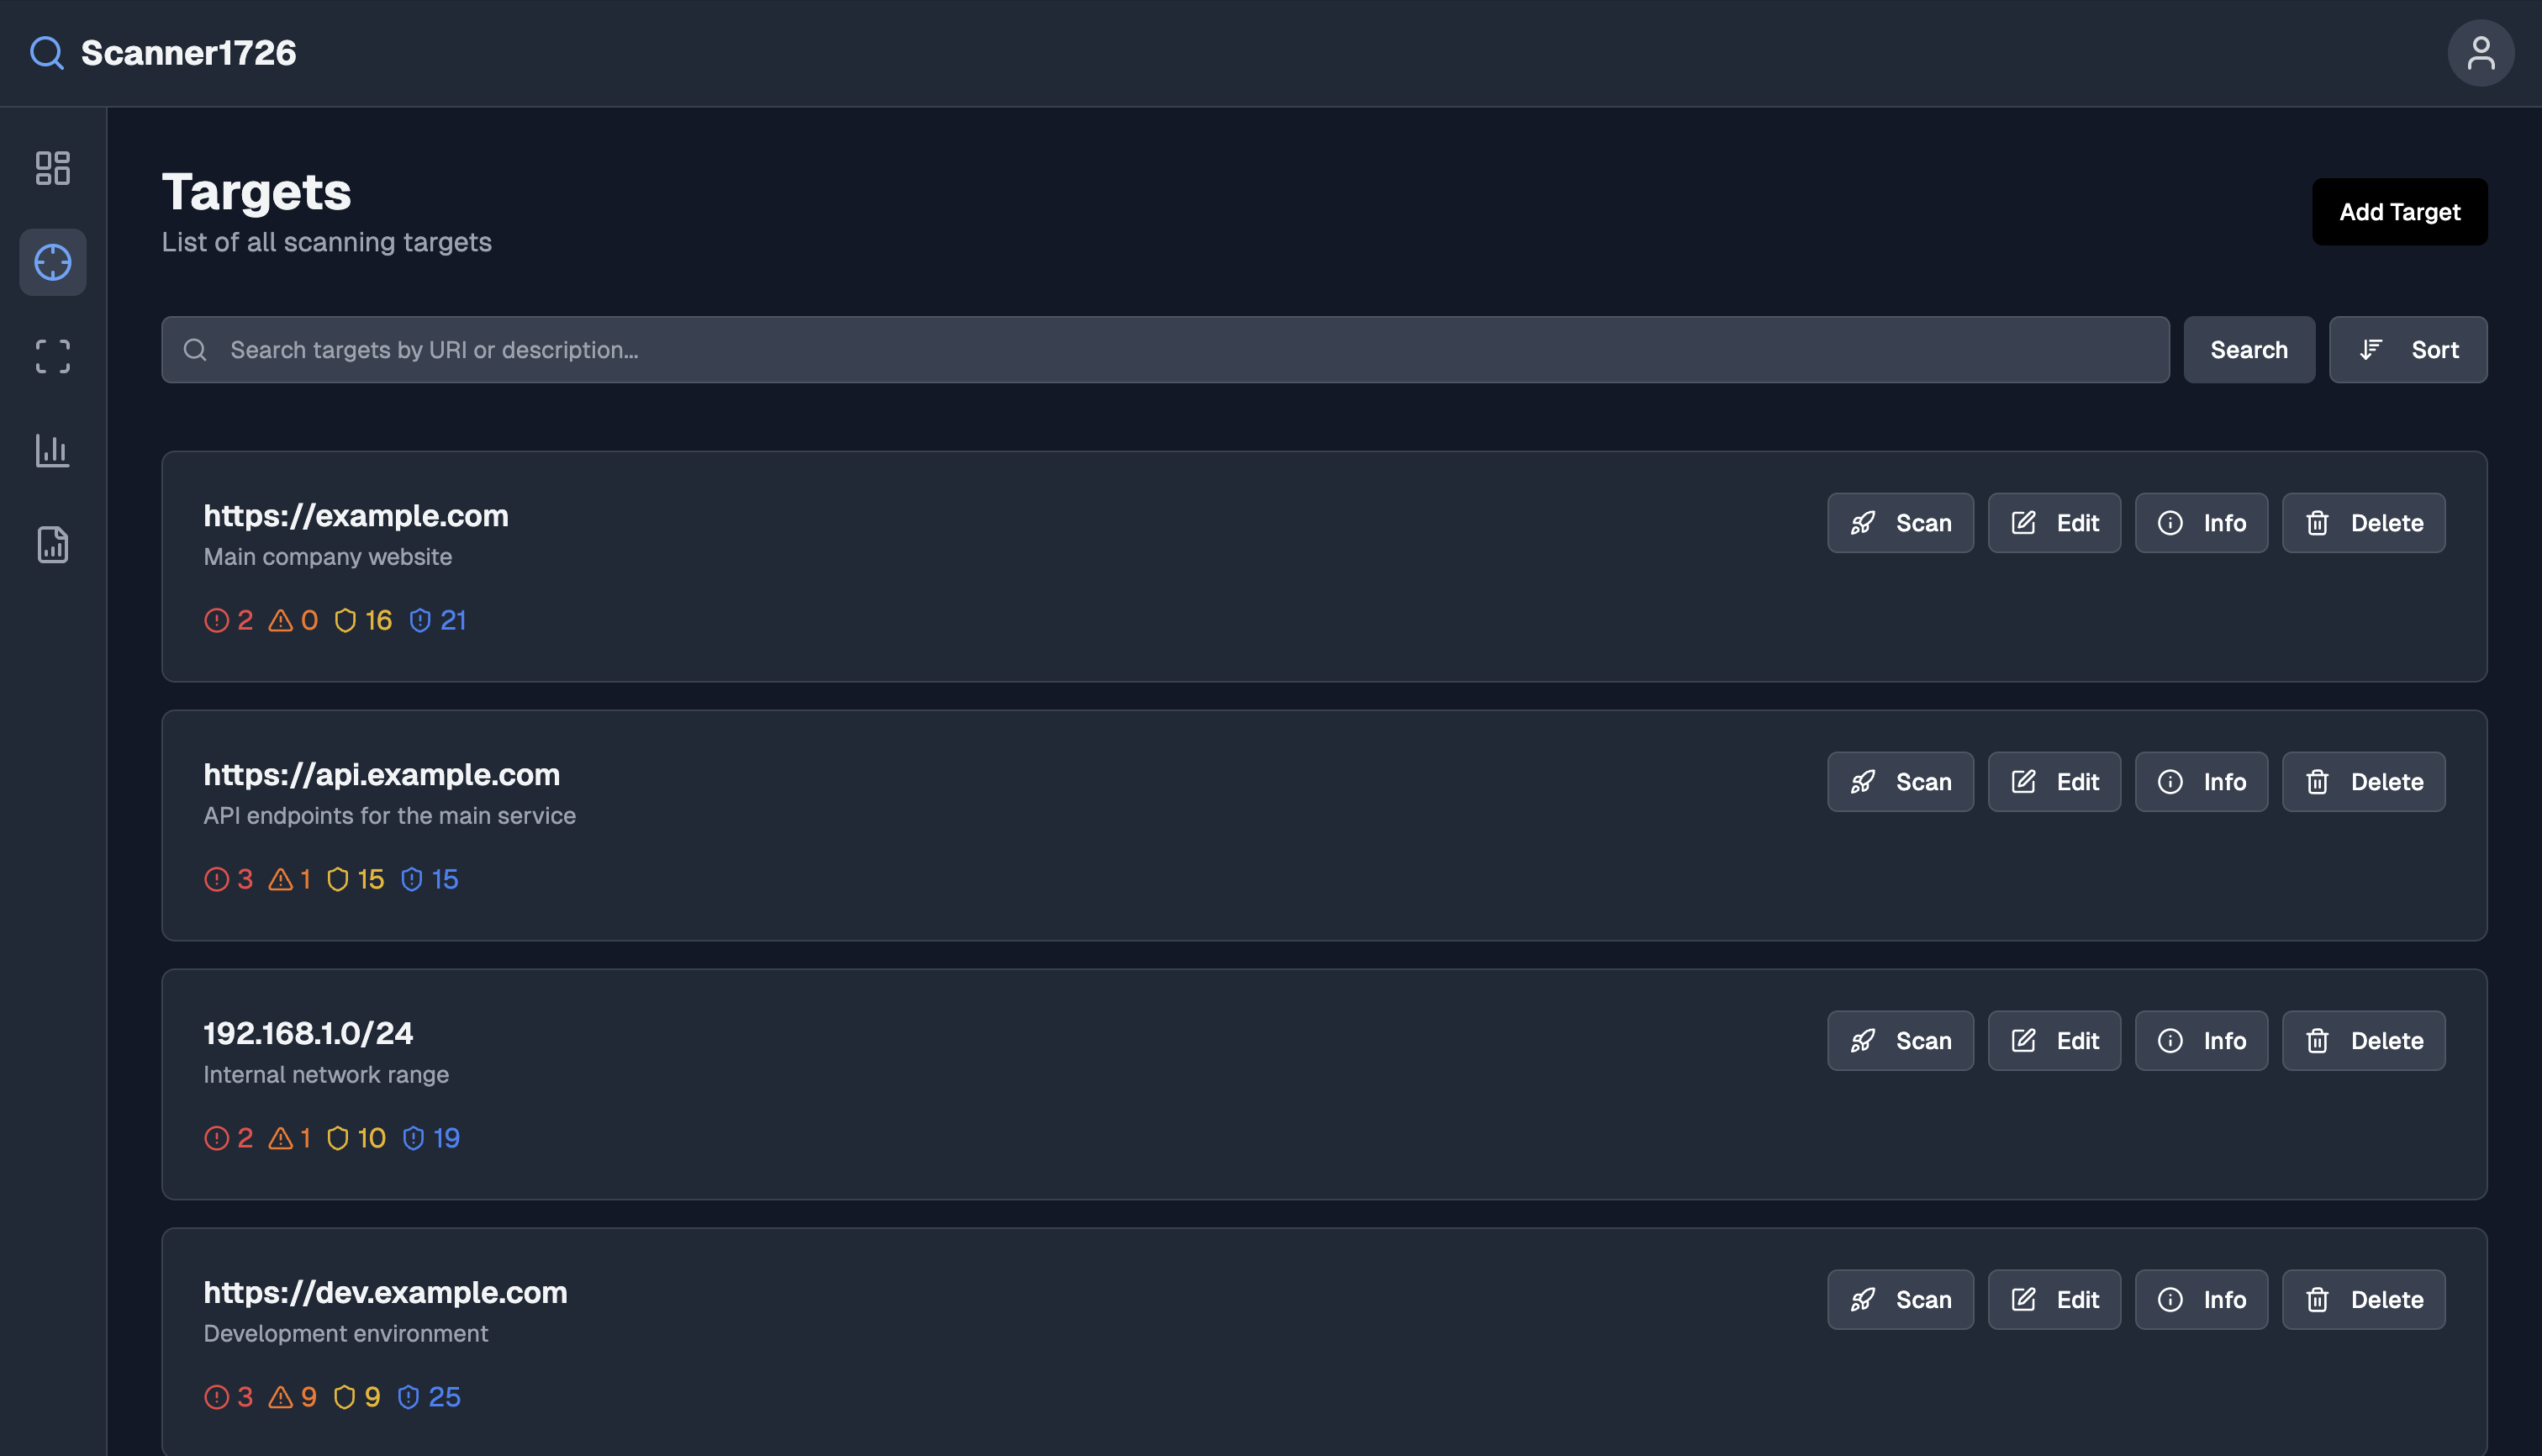 Scanner1726
Targets
List of all scanning targets
Add Target
Search targets by URI or description...
Search
Sort
https://example.com
Main company website
Scan
Edit
Info
Delete
2 0 16 21
https://api.example.com
API endpoints for the main service
Scan
Edit
Info
Delete
3 1 15 15
192.168.1.0/24
Internal network range
Scan
Edit
Info
Delete
2 1 10 19
https://dev.example.com
Development environment
Scan
Edit
Info
Delete
3 9 9 25